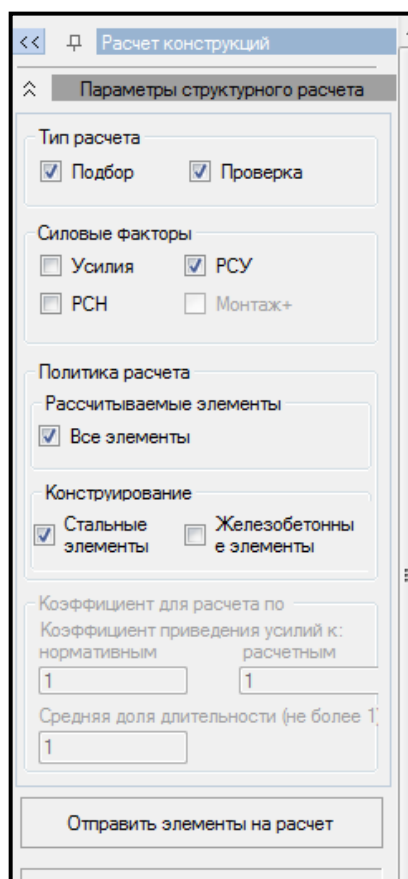 << Расчет конструкций
Параметры структурного расчета
Тип расчета
Подбор Проверка
Силовые факторы
Усилия РСУ
РСН Монтаж+
Политика расчета
Рассчитываемые элементы
Все элементы
Конструирование
Стальные элементы
Железобетонны
е элементы
Коэффициент для расчета по
Коэффициент приведения усилий к:
нормативным расчетным
1 1
Средняя доля длительности (не более 1)
1
Отправить элементы на расчет